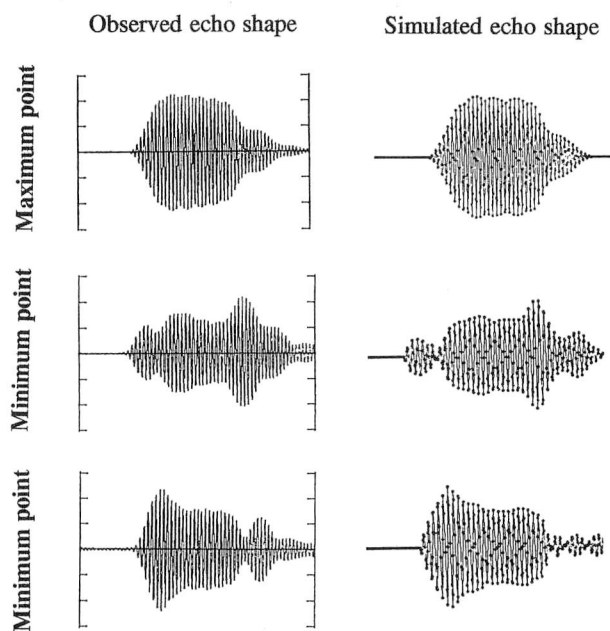 Observed echo shape
Simulated echo shape
Maximum point
Minimum point
Minimum point